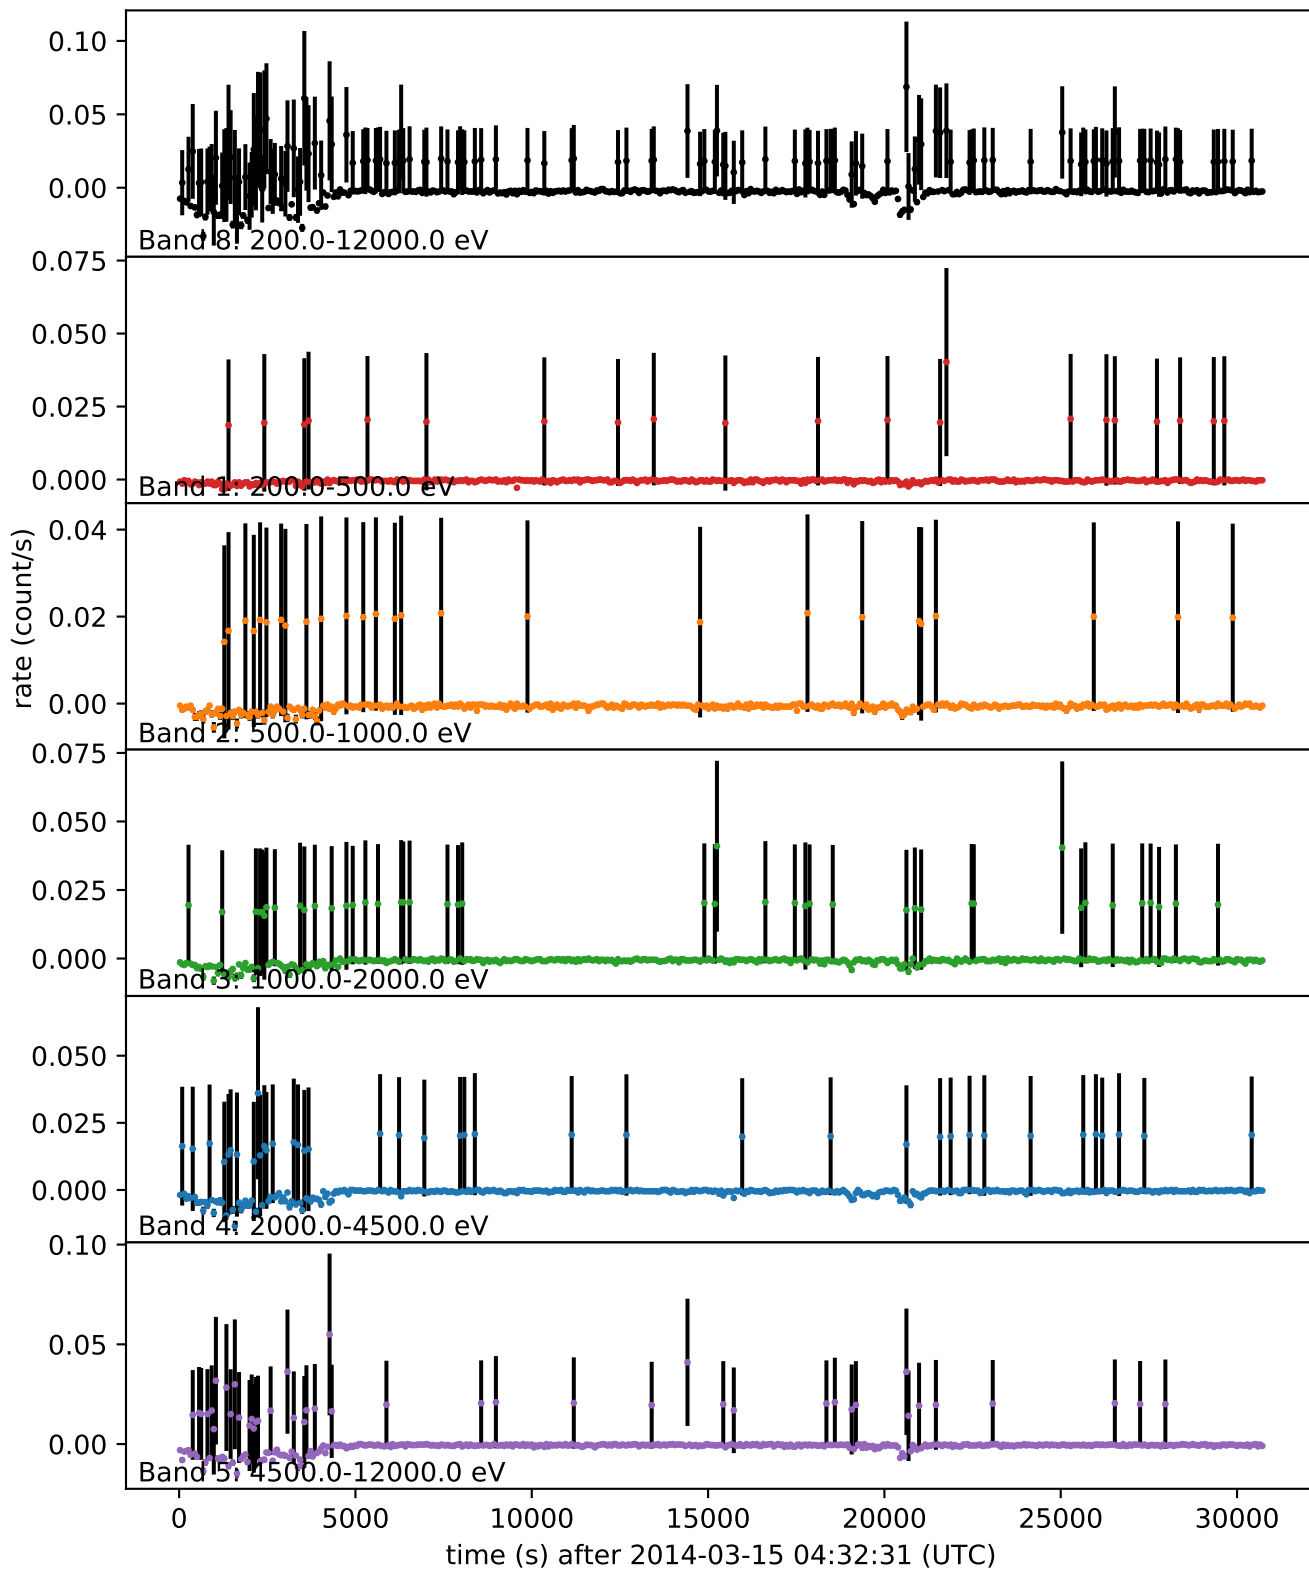 0.10
0.05
0.00
Band 8: 200.0-12000.0 eV
0.075
0.050
0.025
0.000
Band 1: 200.0-500.0 eV
rate (count/s)
0.04
0.02
0.00
Band 2: 500.0-1000.0 eV
0.075
0.050
0.025
0.000
Band 3: 1000.0-2000.0 eV
0.050
0.025
0.000
Band 4: 2000.0-4500.0 eV
0.10
0.05
0.00
Band 5: 4500.0-12000.0 eV
0 5000 10000 15000 20000 25000 30000
time (s) after 2014-03-15 04:32:31 (UTC)